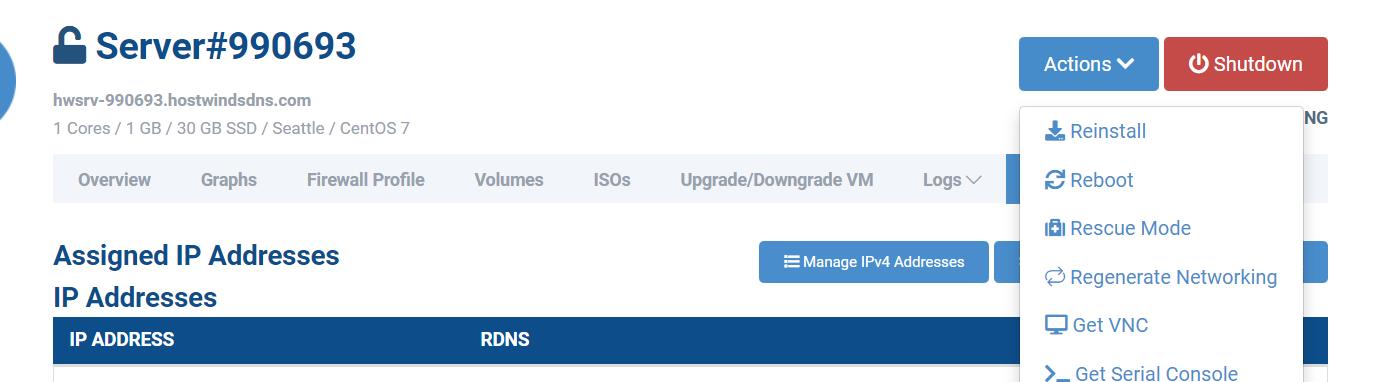 Server#990693
Actions
Shutdown
hwsrv-990693.hostwindsdns.com
1 Cores / 1 GB / 30 GB SSD / Seattle / CentOS 7
NG
Overview
Graphs
Firewall Profile
Volumes
ISOs
Upgrade/Downgrade VM
Logs
Reinstall
Reboot
Rescue Mode
Regenerate Networking
Get VNC
Get Serial Console
Assigned IP Addresses
Manage IPv4 Addresses
IP Addresses
IP ADDRESS
RDNS